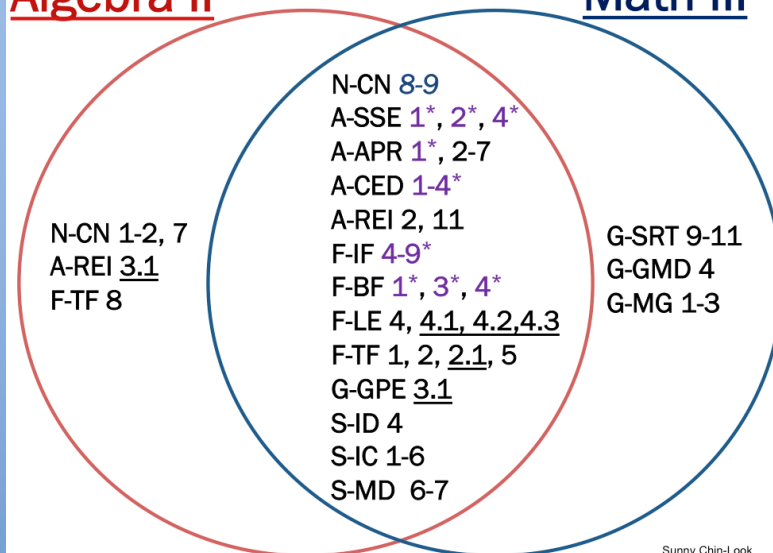 Algebra II
Math III
N-CN 1-2, 7
A-REI 3.1
F-TF 8
N-CN 8-9
A-SSE 1*, 2*, 4*
A-APR 1*, 2-7
A-CED 1-4*
A-REI 2, 11
F-IF 4-9*
F-BF 1*, 3*, 4*
F-LE 4, 4.1, 4.2,4.3
F-TF 1, 2, 2.1, 5
G-GPE 3.1
S-ID 4
S-IC 1-6
S-MD 6-7
G-SRT 9-11
G-GMD 4
G-MG 1-3
Sunny Chin-Look